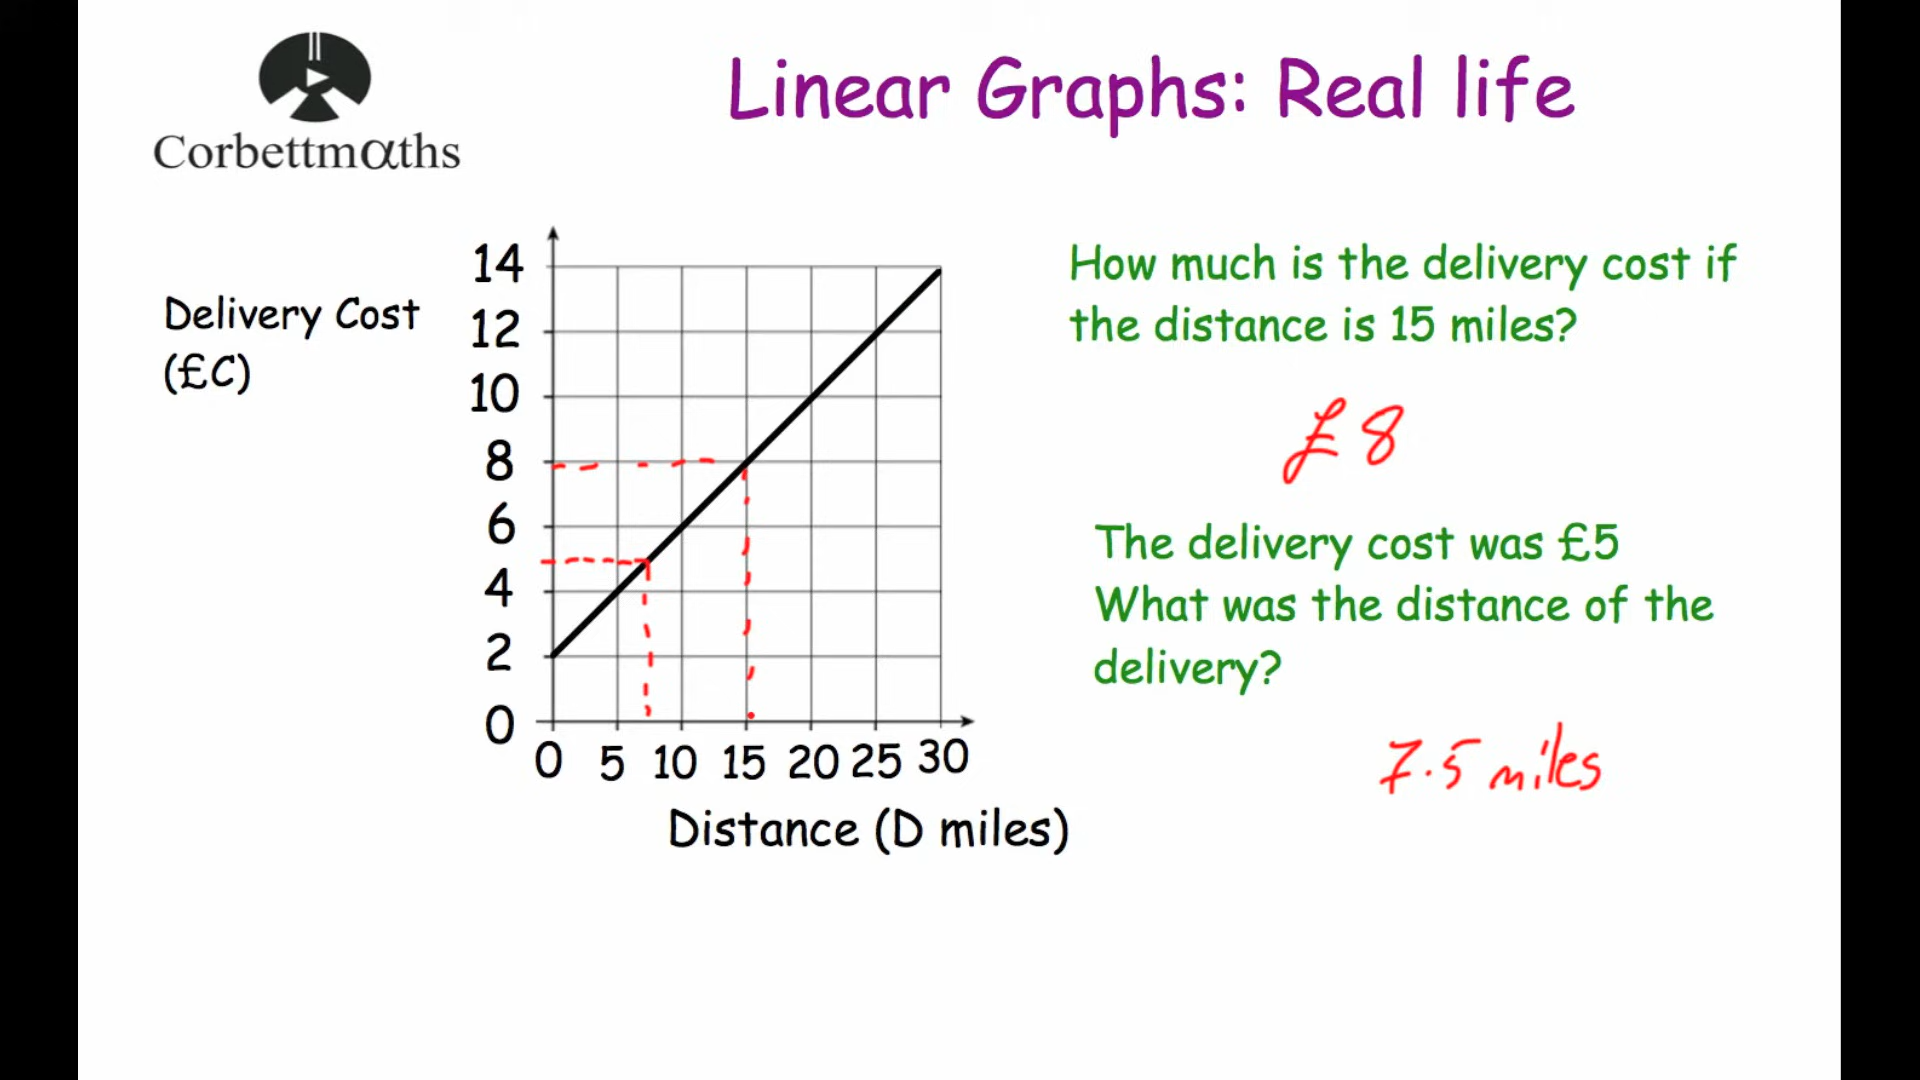 Corbettmαths
Linear Graphs: Real life
Delivery Cost
(£C)
14
12
10
8
6
4
2
0
0 5 10 15 20 25 30
Distance (D miles)
How much is the delivery cost if
the distance is 15 miles?
£8
The delivery cost was £5
What was the distance of the
delivery?
7.5 miles